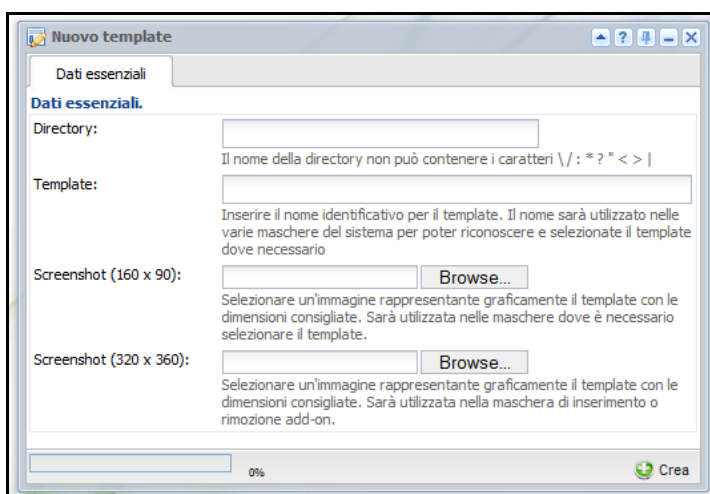 Nuovo template
Dati essenziali
Dati essenziali.
Directory:
Il nome della directory non può contenere i caratteri \ / : * ? " < > |
Template:
Inserire il nome identificativo per il template. Il nome sarà utilizzato nelle
varie maschere del sistema per poter riconoscere e selezionate il template
dove necessario
Screenshot (160 x 90):
Browse...
Selezionare un'immagine rappresentante graficamente il template con le
dimensioni consigliate. Sarà utilizzata nelle maschere dove è necessario
selezionare il template.
Screenshot (320 x 360):
Browse...
Selezionare un'immagine rappresentante graficamente il template con le
dimensioni consigliate. Sarà utilizzata nella maschera di inserimento o
rimozione add-on.
0%
Crea